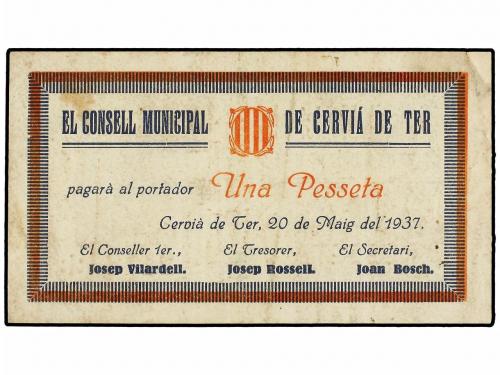 EL CONSELL MUNICIPAL DE CERVIÁ DE TER
pagarà al portador Una Pesseta
Cervià de Ter, 20 de Maig del 1937.
El Conseller 1er., El Tresorer, El Secretari,
Josep Vilardell. Josep Rossell. Joan Bosch.